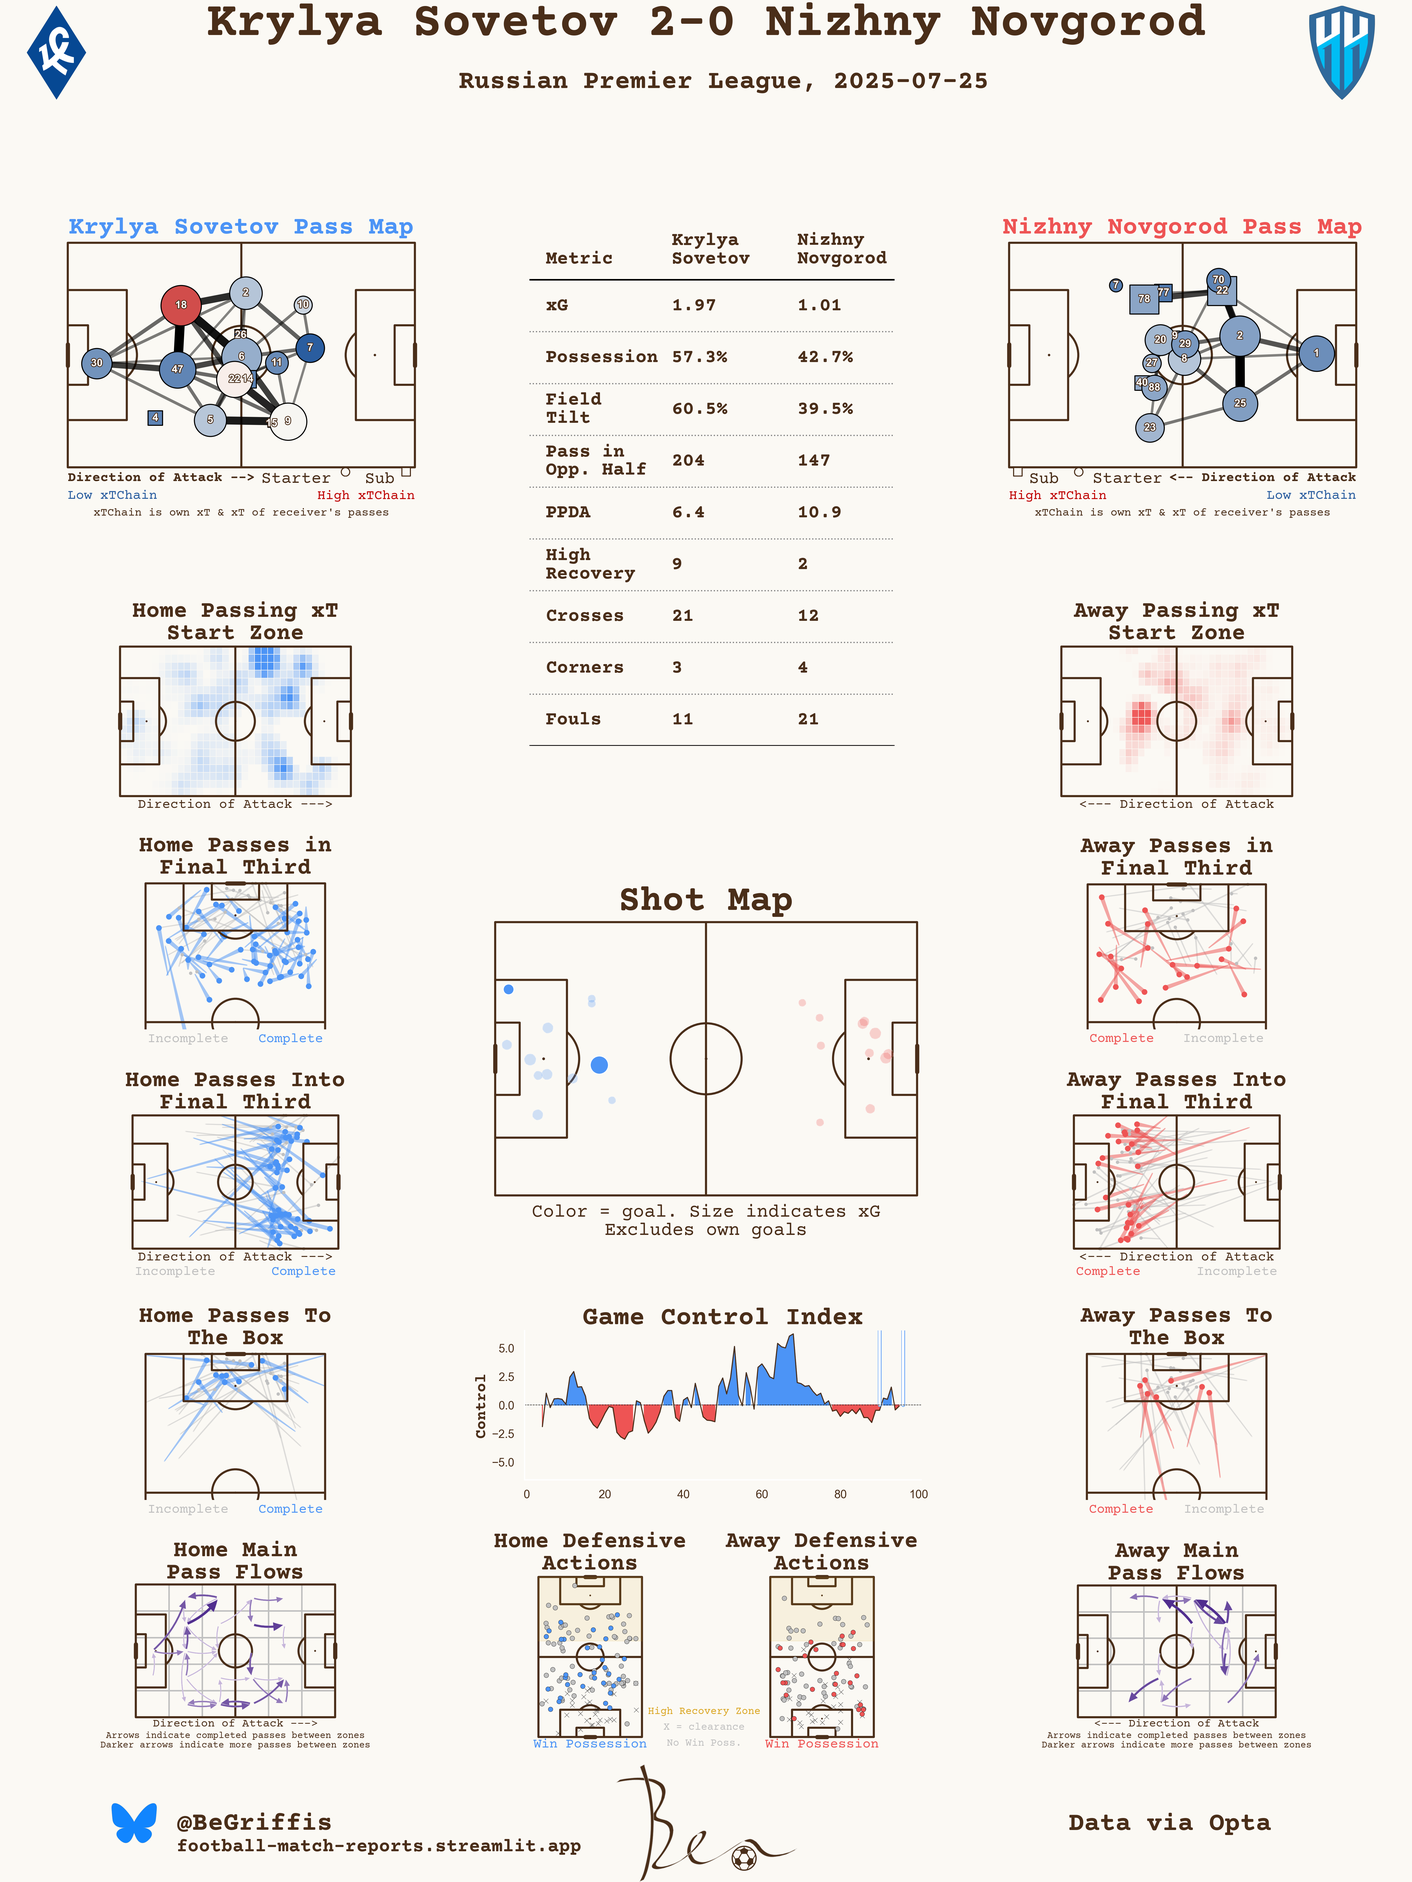 Krylya Sovetov 2-0 Nizhny Novgorod
Russian Premier League, 2025-07-25
Krylya Sovetov Pass Map
18
2
10
26
7
30
47
6
11
22
14
4
5
15
9
Direction of Attack --> Starter Sub
Low xTChain High xTChain
xTChain is own xT & xT of receiver's passes
Metric Krylya Sovetov Nizhny Novgorod
xG 1.97 1.01
Possession 57.3% 42.7%
Field Tilt 60.5% 39.5%
Pass in Opp. Half 204 147
PPDA 6.4 10.9
High Recovery 9 2
Crosses 21 12
Corners 3 4
Fouls 11 21
Nizhny Novgorod Pass Map
7
77
78
70
22
20
9
29
2
8
1
27
40
88
25
23
Sub Starter <-- Direction of Attack
High xTChain Low xTChain
xTChain is own xT & xT of receiver's passes
Home Passing xT
Start Zone
Direction of Attack --->
Away Passing xT
Start Zone
<--- Direction of Attack
Home Passes in
Final Third
Incomplete Complete
Away Passes in
Final Third
Complete Incomplete
Shot Map
Color = goal. Size indicates xG
Excludes own goals
Home Passes Into
Final Third
Direction of Attack --->
Incomplete Complete
Away Passes Into
Final Third
<--- Direction of Attack
Complete Incomplete
Home Passes To
The Box
Incomplete Complete
Game Control Index
Control
5.0
2.5
0.0
−2.5
−5.0
0 20 40 60 80 100
Away Passes To
The Box
Complete Incomplete
Home Main
Pass Flows
Direction of Attack --->
Arrows indicate completed passes between zones
Darker arrows indicate more passes between zones
Home Defensive
Actions
Win Possession
Away Defensive
Actions
Win Possession
High Recovery Zone
X = clearance
No Win Poss.
Away Main
Pass Flows
<--- Direction of Attack
Arrows indicate completed passes between zones
Darker arrows indicate more passes between zones
@BeGriffis
football-match-reports.streamlit.app
Ben
Data via Opta